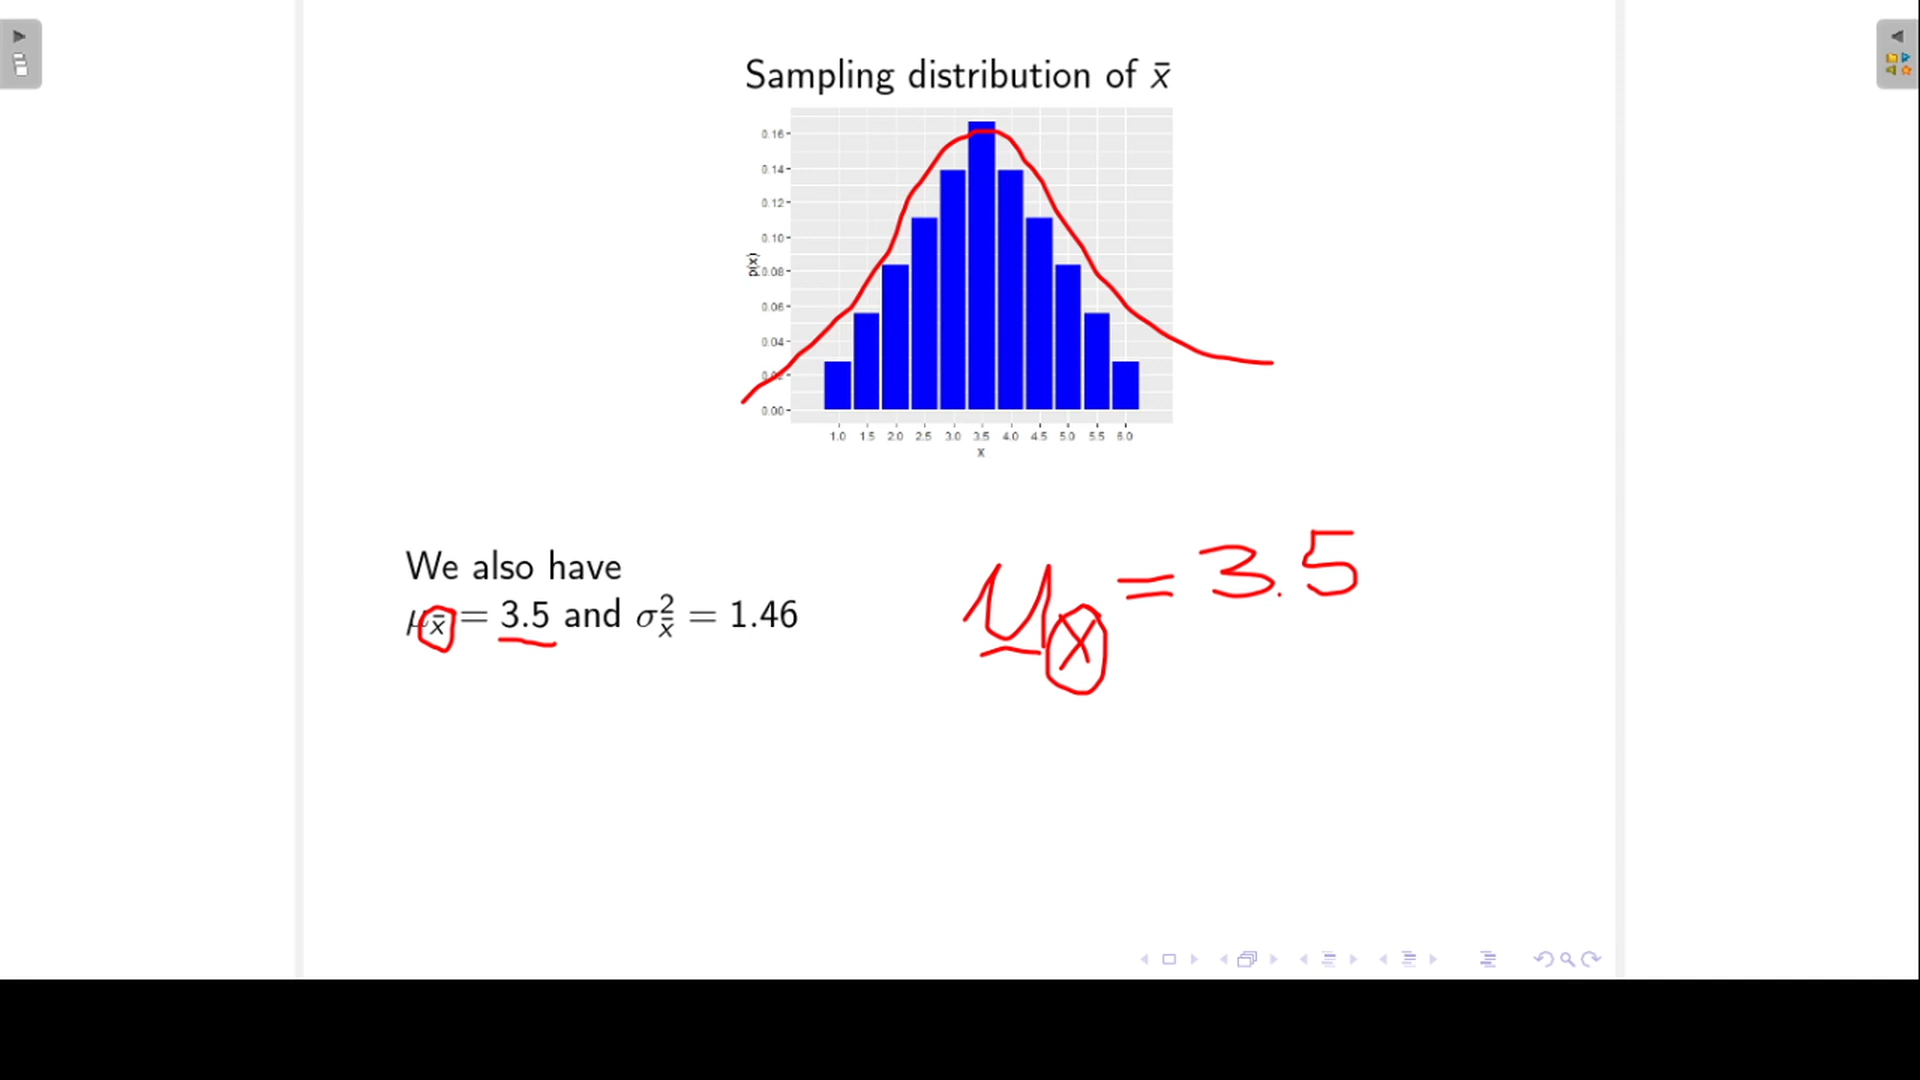 Sampling distribution of x̄
0.16
0.14
0.12
0.10
0.08
0.06
0.04
0.02
0.00
p(x)
1.0 1.5 2.0 2.5 3.0 3.5 4.0 4.5 5.0 5.5 6.0
x
We also have
μx̄ = 3.5 and σ²x̄ = 1.46
μx = 3.5